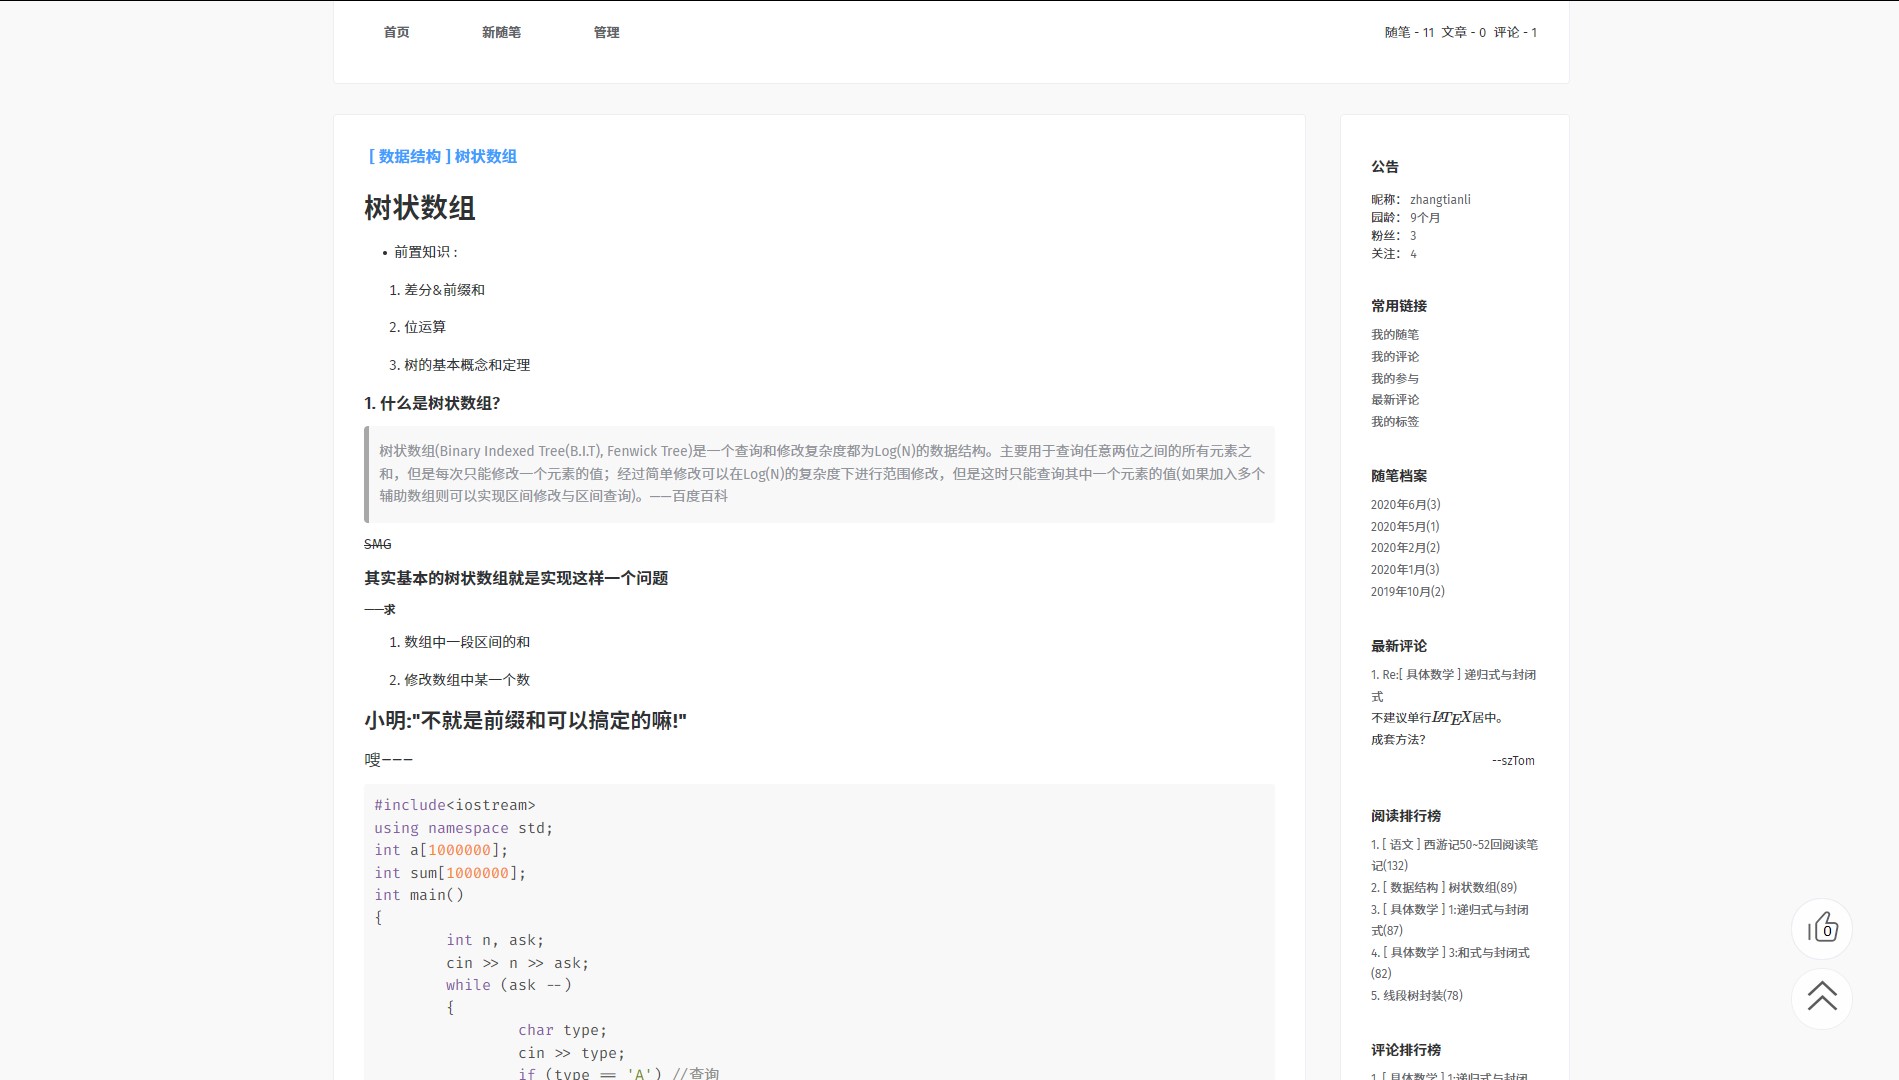 首页 新随笔 管理 随笔 - 11 文章 - 0 评论 - 1
[ 数据结构 ] 树状数组
树状数组
• 前置知识 :
1. 差分&前缀和
2. 位运算
3. 树的基本概念和定理
1. 什么是树状数组？
树状数组(Binary Indexed Tree(B.I.T), Fenwick Tree)是一个查询和修改复杂度都为Log(N)的数据结构。主要用于查询任意两位之间的所有元素之
和，但是每次只能修改一个元素的值；经过简单修改可以在Log(N)的复杂度下进行范围修改，但是这时只能查询其中一个元素的值(如果加入多个
辅助数组则可以实现区间修改与区间查询)。——百度百科
SMG
其实基本的树状数组就是实现这样一个问题
——求
1. 数组中一段区间的和
2. 修改数组中某一个数
小明:"不就是前缀和可以搞定的嘛!"
嗖———
#include<iostream>
using namespace std;
int a[1000000];
int sum[1000000];
int main()
{
int n, ask;
cin >> n >> ask;
while (ask --)
{
char type;
cin >> type;
if (type == 'A') //查询
公告
昵称： zhangtianli
园龄： 9个月
粉丝： 3
关注： 4
常用链接
我的随笔
我的评论
我的参与
最新评论
我的标签
随笔档案
2020年6月(3)
2020年5月(1)
2020年2月(2)
2020年1月(3)
2019年10月(2)
最新评论
1. Re:[ 具体数学 ] 递归式与封闭
式
不建议单行LATEX居中。
成套方法？
--szTom
阅读排行榜
1. [ 语文 ] 西游记50~52回阅读笔
记(132)
2. [ 数据结构 ] 树状数组(89)
3. [ 具体数学 ] 1:递归式与封闭
式(87)
4. [ 具体数学 ] 3:和式与封闭式
(82)
5. 线段树封装(78)
评论排行榜
1. [ 具体数学 ] 1:递归式与封闭
0